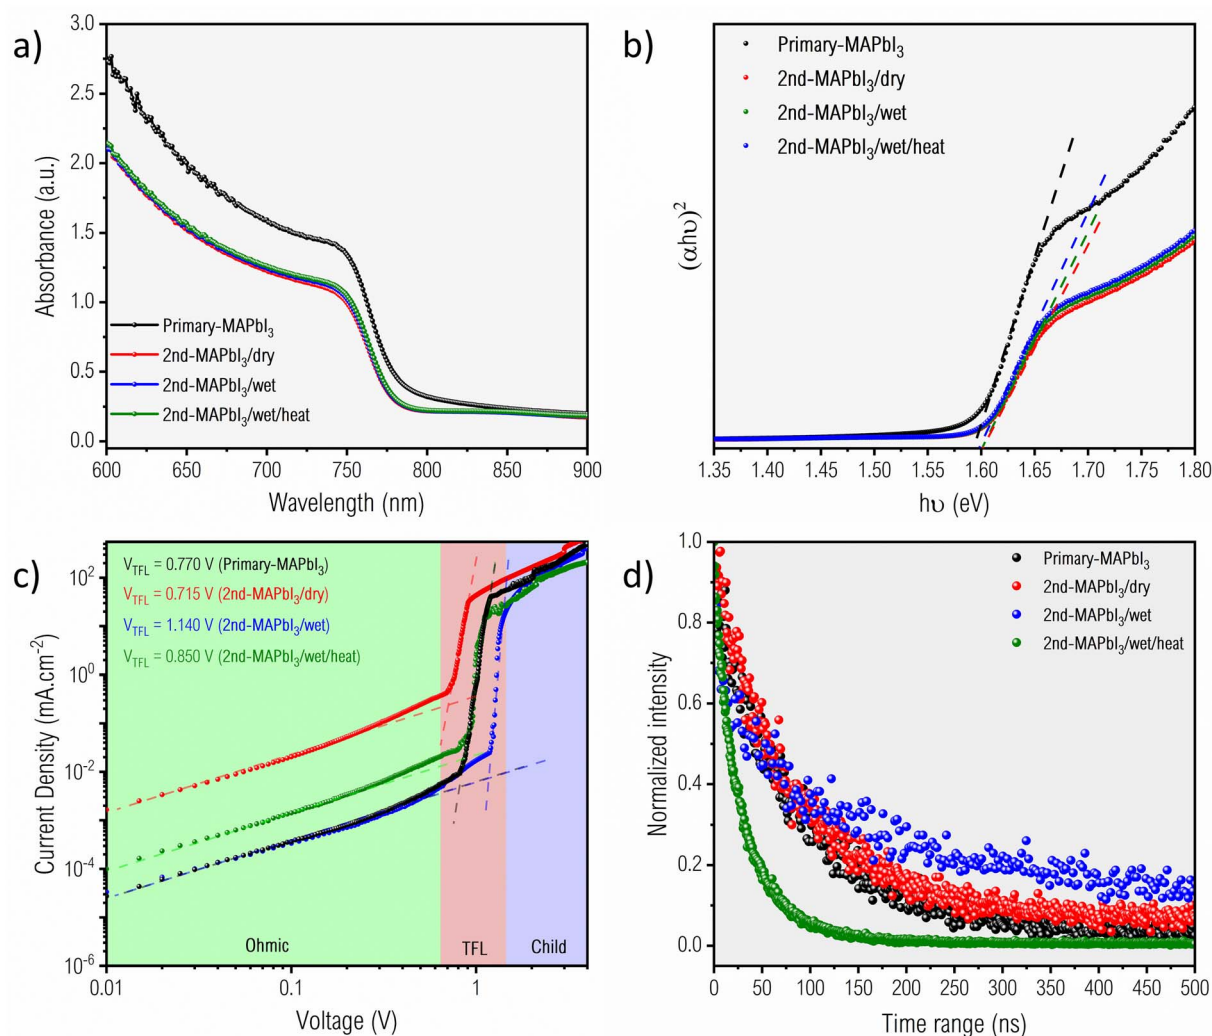 a)
3.0
2.5
2.0
1.5
1.0
0.5
0.0
Absorbance (a.u.)
Primary-MAPbI3
2nd-MAPbI3/dry
2nd-MAPbI3/wet
2nd-MAPbI3/wet/heat
600 650 700 750 800 850 900
Wavelength (nm)
b)
Primary-MAPbI3
2nd-MAPbI3/dry
2nd-MAPbI3/wet
2nd-MAPbI3/wet/heat
(αhυ)2
1.35 1.40 1.45 1.50 1.55 1.60 1.65 1.70 1.75 1.80
hυ (eV)
c)
VTFL = 0.770 V (Primary-MAPbI3)
VTFL = 0.715 V (2nd-MAPbI3/dry)
VTFL = 1.140 V (2nd-MAPbI3/wet)
VTFL = 0.850 V (2nd-MAPbI3/wet/heat)
10^2
10^0
10^-2
10^-4
10^-6
Current Density (mA.cm-2)
Ohmic TFL Child
0.01 0.1 1
Voltage (V)
d)
Primary-MAPbI3
2nd-MAPbI3/dry
2nd-MAPbI3/wet
2nd-MAPbI3/wet/heat
1.0
0.8
0.6
0.4
0.2
0.0
Normalized intensity
0 50 100 150 200 250 300 350 400 450 500
Time range (ns)